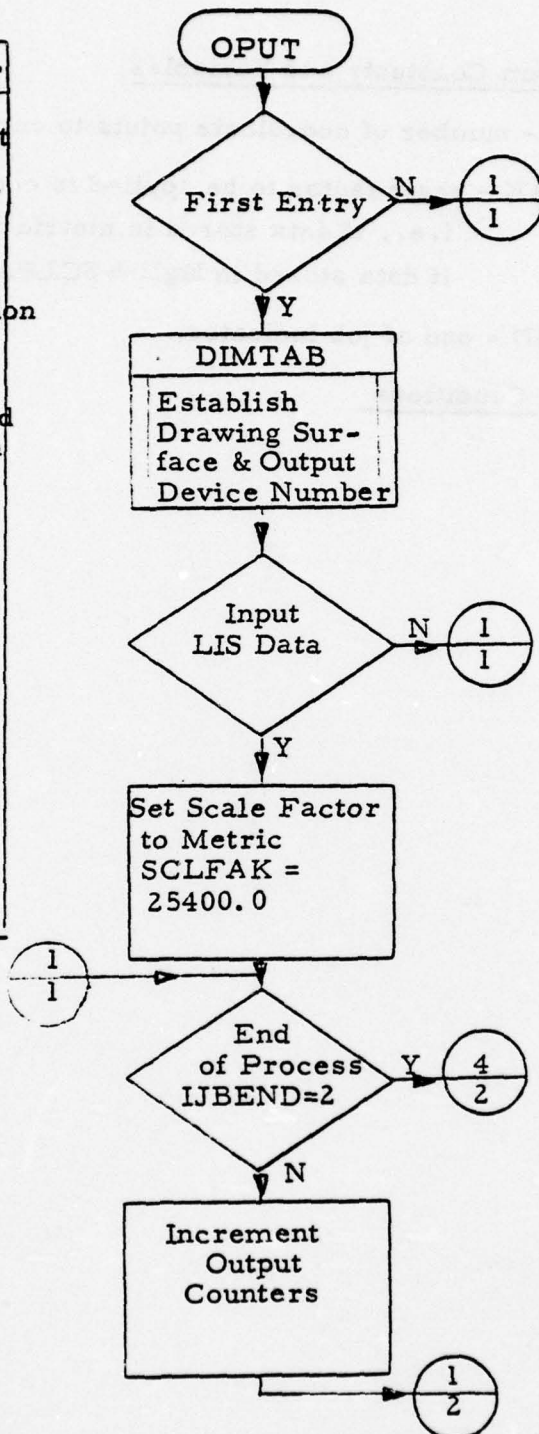 OPUT
First Entry
N
1
1
Y
DIMTAB
Establish
Drawing Sur-
face & Output
Device Number
Input
LIS Data
N
1
1
Y
Set Scale Factor
to Metric
SCLFAK =
25400.0
1
1
End
of Process
IJBEND=2
Y
4
2
N
Increment
Output
Counters
1
2